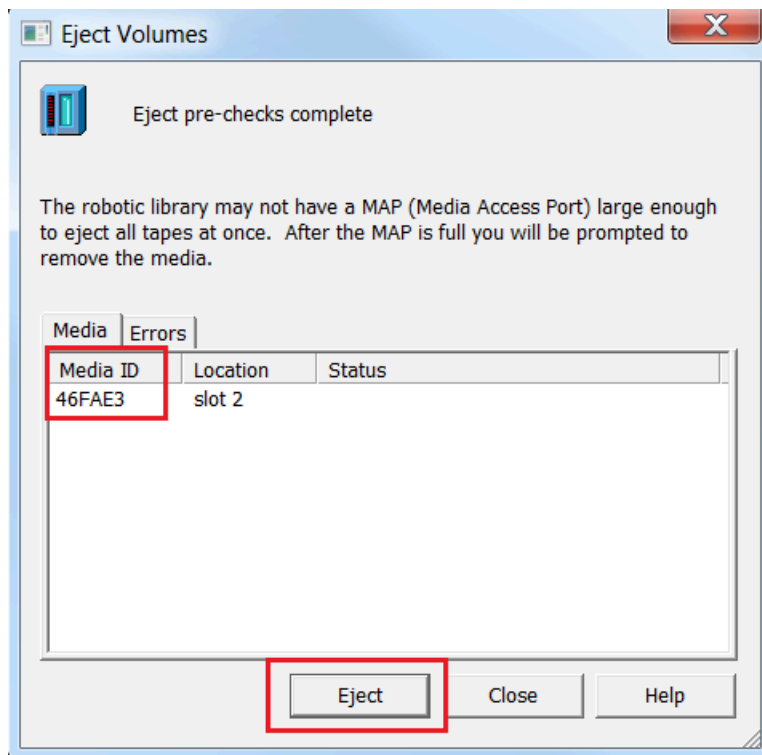 Eject Volumes
Eject pre-checks complete
The robotic library may not have a MAP (Media Access Port) large enough
to eject all tapes at once. After the MAP is full you will be prompted to
remove the media.
Media Errors
Media ID Location Status
46FAE3 slot 2
Eject Close Help